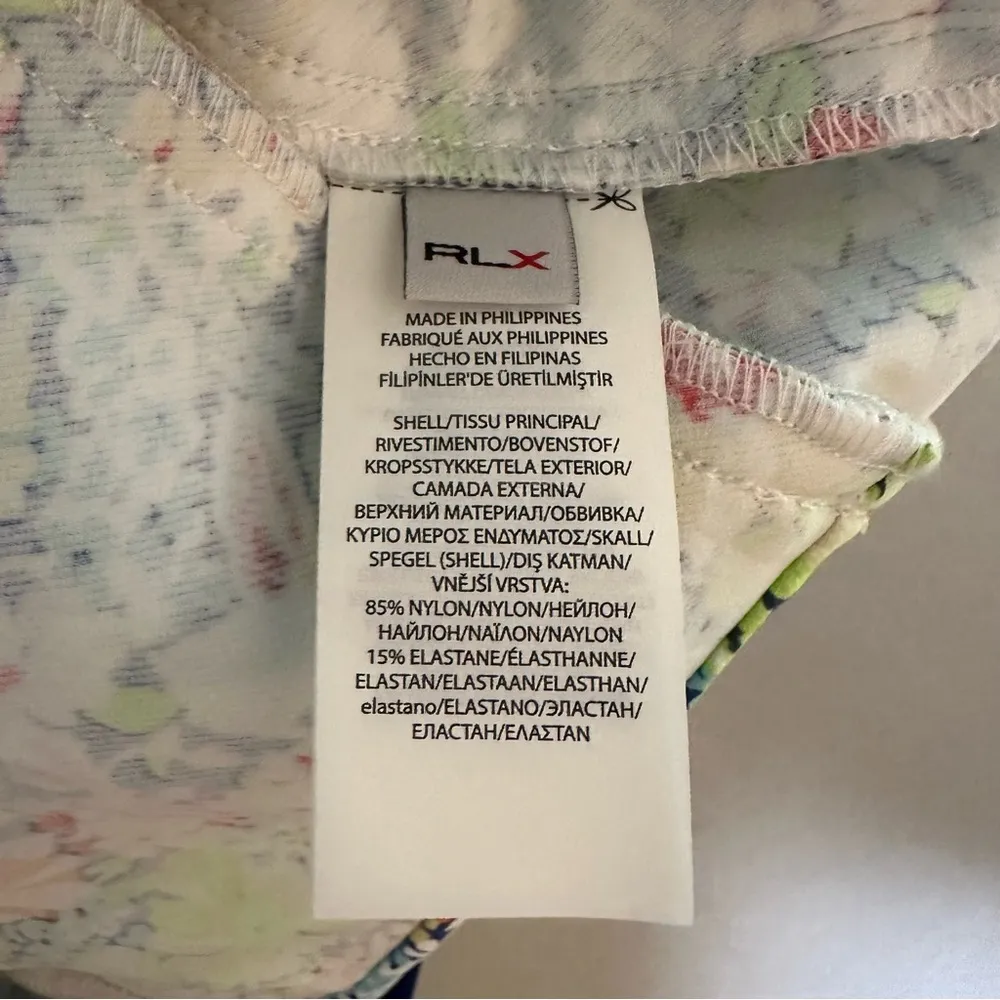 RLX
MADE IN PHILIPPINES
FABRIQUÉ AUX PHILIPPINES
HECHO EN FILIPINAS
FİLİPİNLER'DE ÜRETİLMİŞTİR
SHELL/TISSU PRINCIPAL/
RIVESTIMENTO/BOVENSTOF/
KROPSSTYKKE/TELA EXTERIOR/
CAMADA EXTERNA/
ВЕРХНИЙ МАТЕРИАЛ/ОБВИВКА/
ΚΥΡΙΟ ΜΕΡΟΣ ΕΝΔΥΜΑΤΟΣ/SKALL/
SPEGEL (SHELL)/DIŞ KATMAN/
VNĚJŠÍ VRSTVA:
85% NYLON/NYLON/НЕЙЛОН/
НАЙЛОН/ΝΑΪΛΟΝ/NAYLON
15% ELASTANE/ÉLASTHANNE/
ELASTAN/ELASTAAN/ELASTHAN/
elastano/ELASTANO/ЭЛАСТАН/
ЕЛАСТАН/ΕΛΑΣΤΑΝ